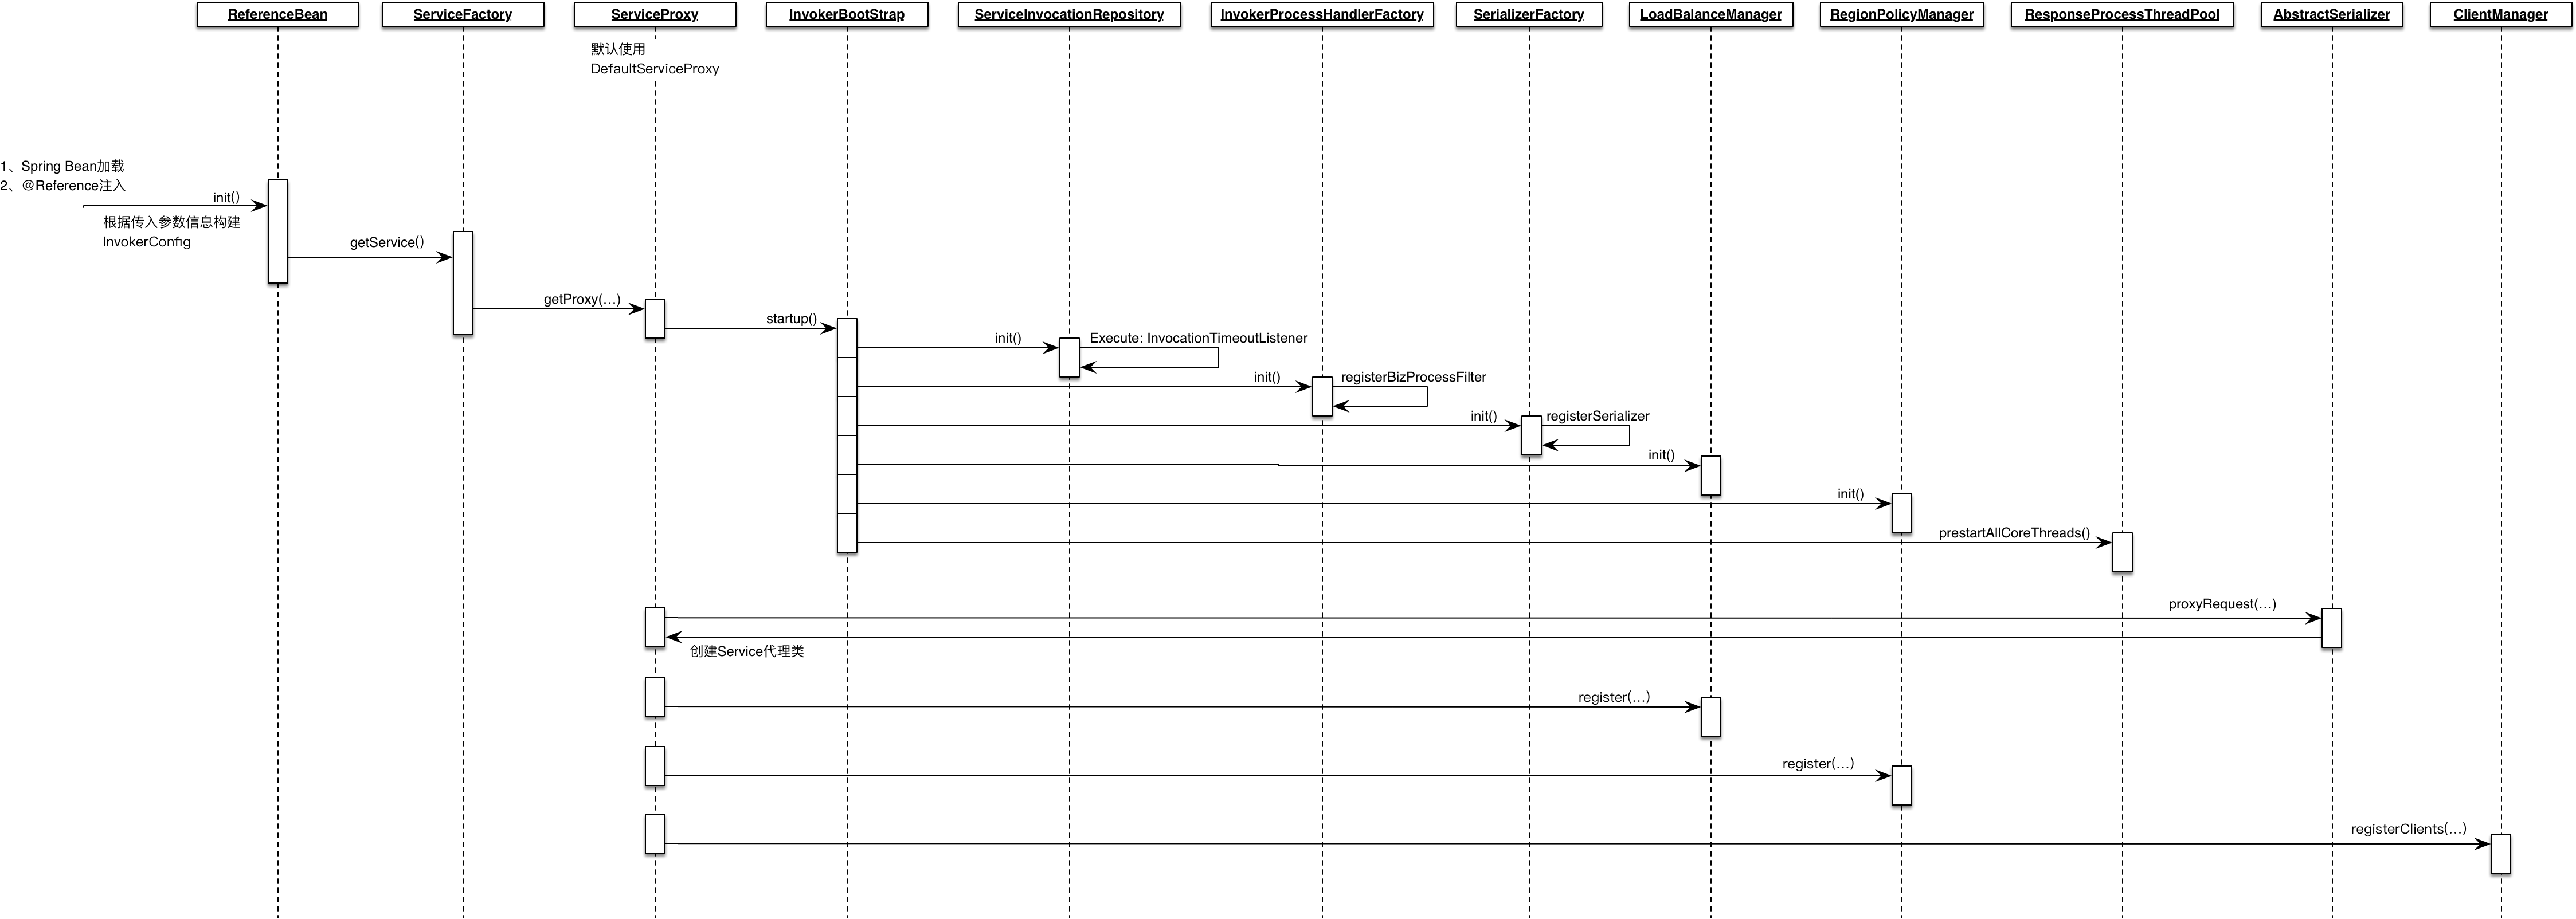 ReferenceBean
ServiceFactory
ServiceProxy
InvokerBootStrap
ServiceInvocationRepository
InvokerProcessHandlerFactory
SerializerFactory
LoadBalanceManager
RegionPolicyManager
ResponseProcessThreadPool
AbstractSerializer
ClientManager
默认使用
DefaultServiceProxy
1、Spring Bean加载
2、@Reference注入
init()
根据传入参数信息构建
InvokerConfig
getService()
getProxy(…)
startup()
init()
Execute: InvocationTimeoutListener
init()
registerBizProcessFilter
init()
registerSerializer
init()
init()
prestartAllCoreThreads()
proxyRequest(…)
创建Service代理类
register(…)
register(…)
registerClients(…)